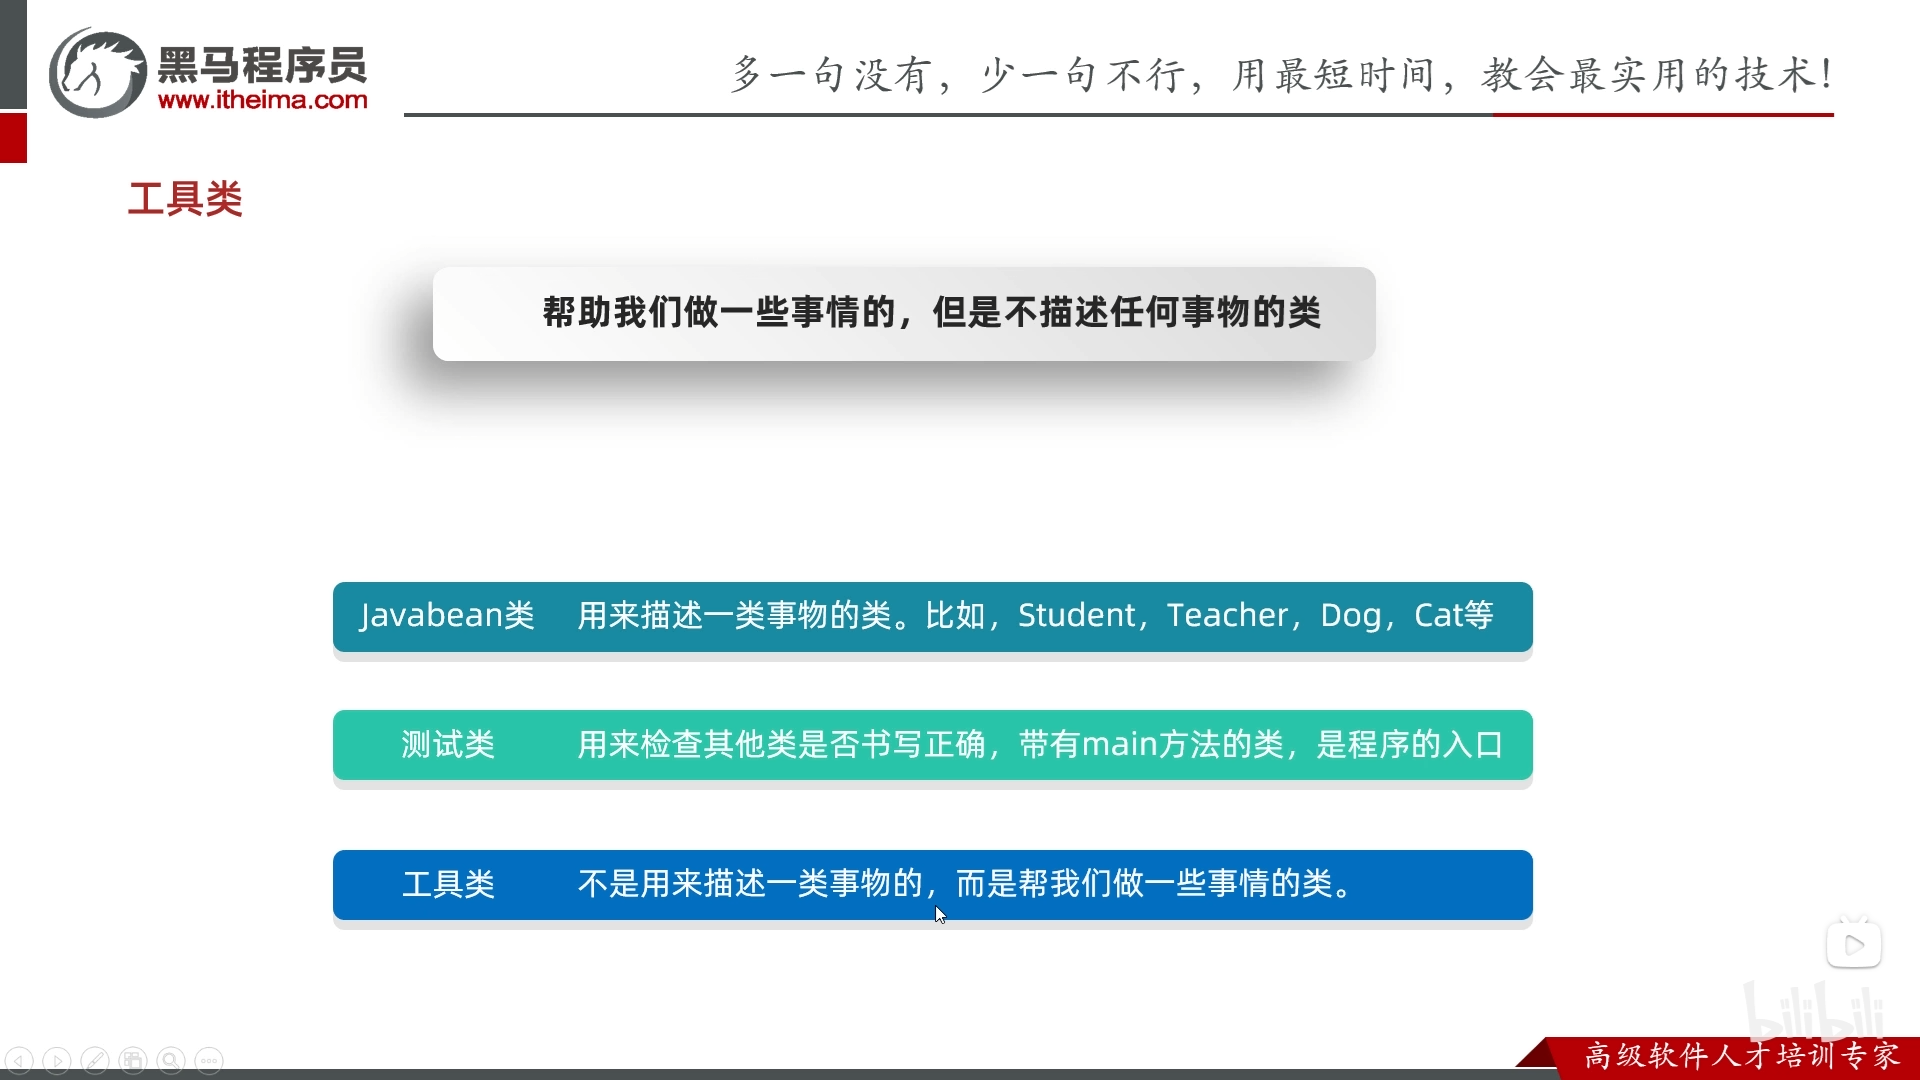 黑马程序员
www.itheima.com
多一句没有，少一句不行，用最短时间，教会最实用的技术！
工具类
帮助我们做一些事情的，但是不描述任何事物的类
Javabean类 用来描述一类事物的类。比如，Student，Teacher，Dog，Cat等
测试类 用来检查其他类是否书写正确，带有main方法的类，是程序的入口
工具类 不是用来描述一类事物的，而是帮我们做一些事情的类。
bilibili
高级软件人才培训专家